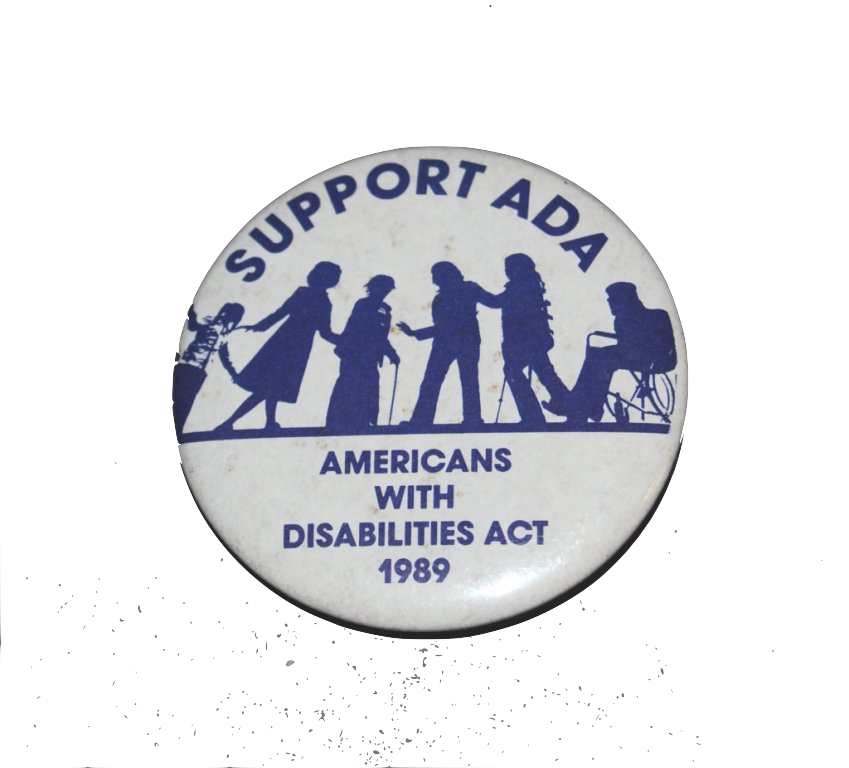 SUPPORT ADA
AMERICANS
WITH
DISABILITIES ACT
1989